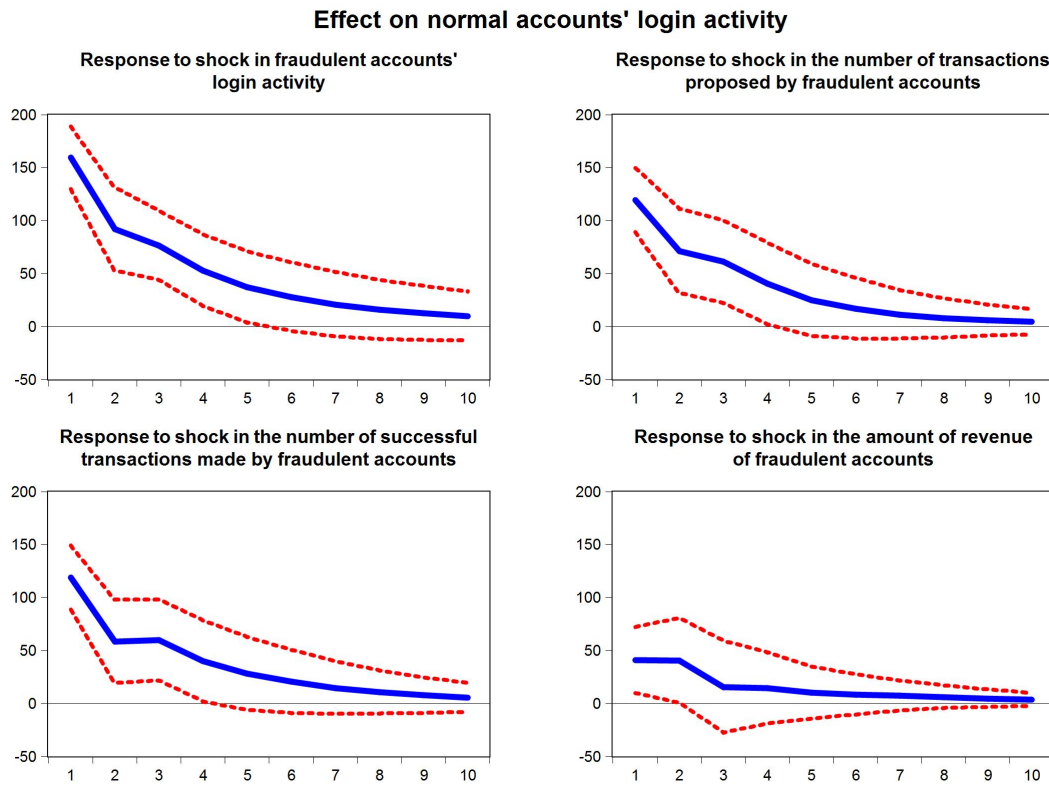 Effect on normal accounts' login activity
Response to shock in fraudulent accounts'
login activity
200
150
100
50
0
-50
1 2 3 4 5 6 7 8 9 10
Response to shock in the number of transactions
proposed by fraudulent accounts
200
150
100
50
0
-50
1 2 3 4 5 6 7 8 9 10
Response to shock in the number of successful
transactions made by fraudulent accounts
200
150
100
50
0
-50
1 2 3 4 5 6 7 8 9 10
Response to shock in the amount of revenue
of fraudulent accounts
200
150
100
50
0
-50
1 2 3 4 5 6 7 8 9 10